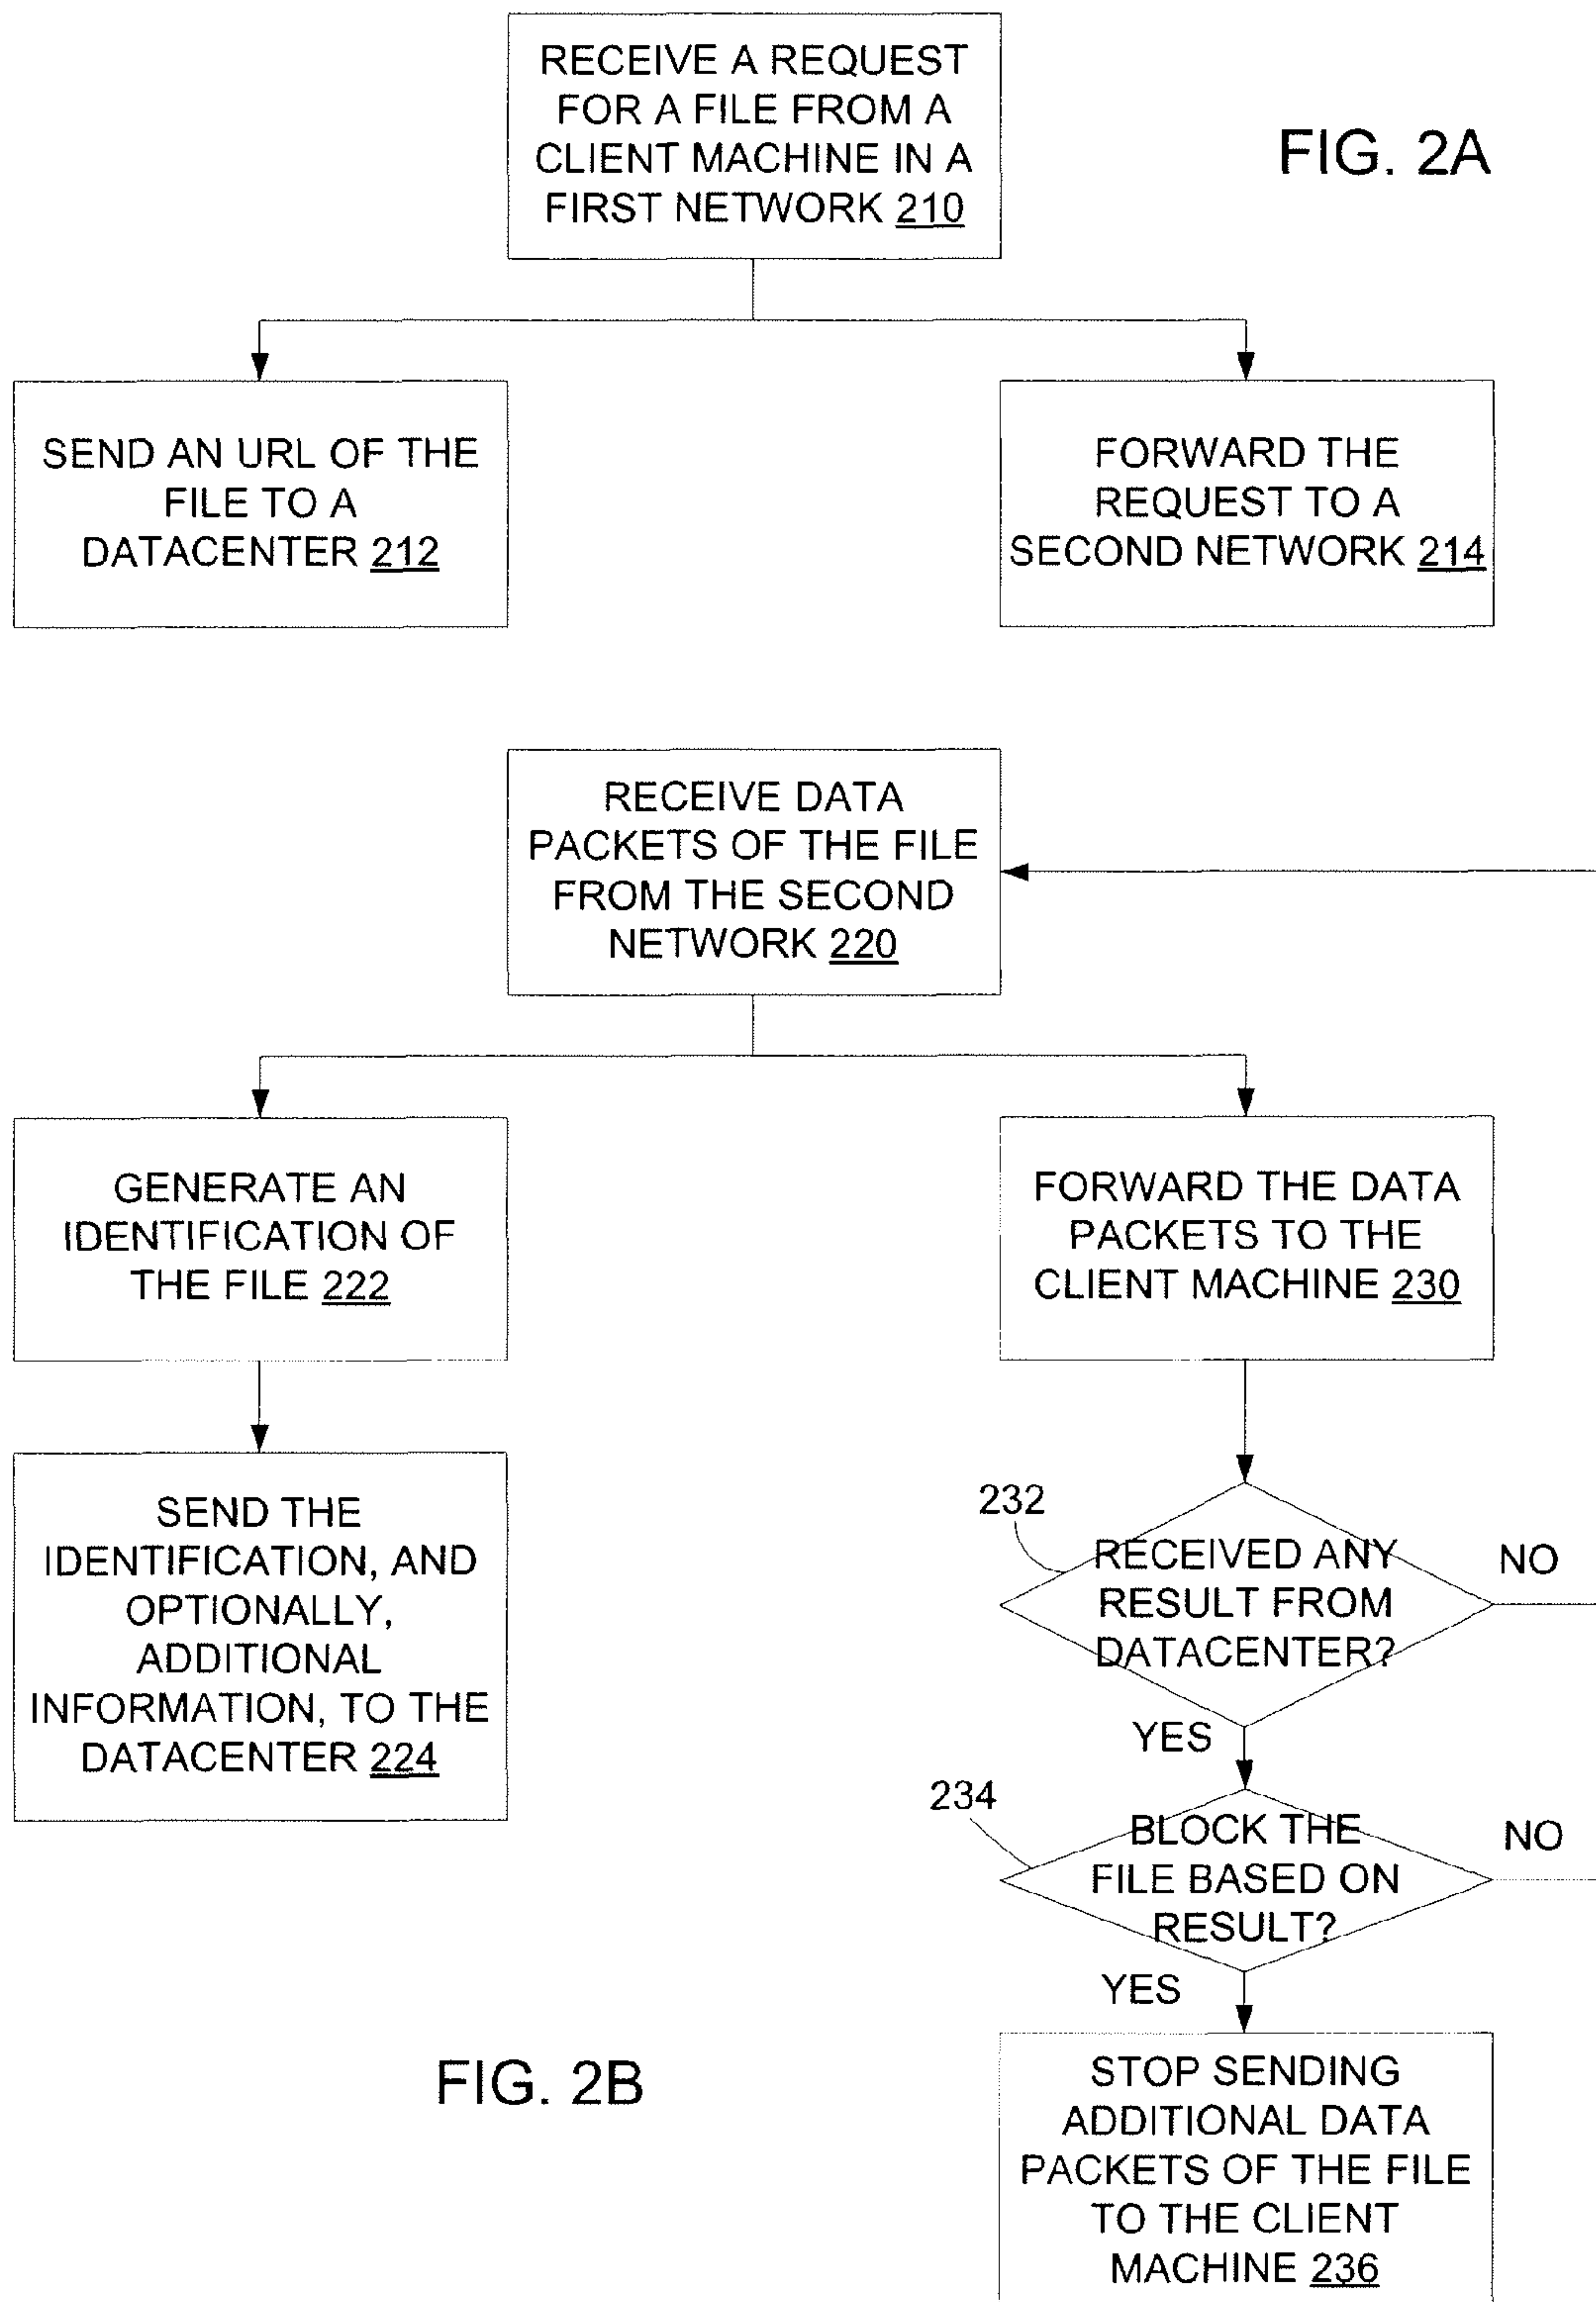 RECEIVE A REQUEST
FOR A FILE FROM A
CLIENT MACHINE IN A
FIRST NETWORK 210
FIG. 2A
SEND AN URL OF THE
FILE TO A
DATACENTER 212
FORWARD THE
REQUEST TO A
SECOND NETWORK 214
RECEIVE DATA
PACKETS OF THE FILE
FROM THE SECOND
NETWORK 220
GENERATE AN
IDENTIFICATION OF
THE FILE 222
FORWARD THE DATA
PACKETS TO THE
CLIENT MACHINE 230
SEND THE
IDENTIFICATION, AND
OPTIONALLY,
ADDITIONAL
INFORMATION, TO THE
DATACENTER 224
232
RECEIVED ANY
RESULT FROM
DATACENTER?
NO
YES
234
BLOCK THE
FILE BASED ON
RESULT?
NO
YES
FIG. 2B
STOP SENDING
ADDITIONAL DATA
PACKETS OF THE FILE
TO THE CLIENT
MACHINE 236